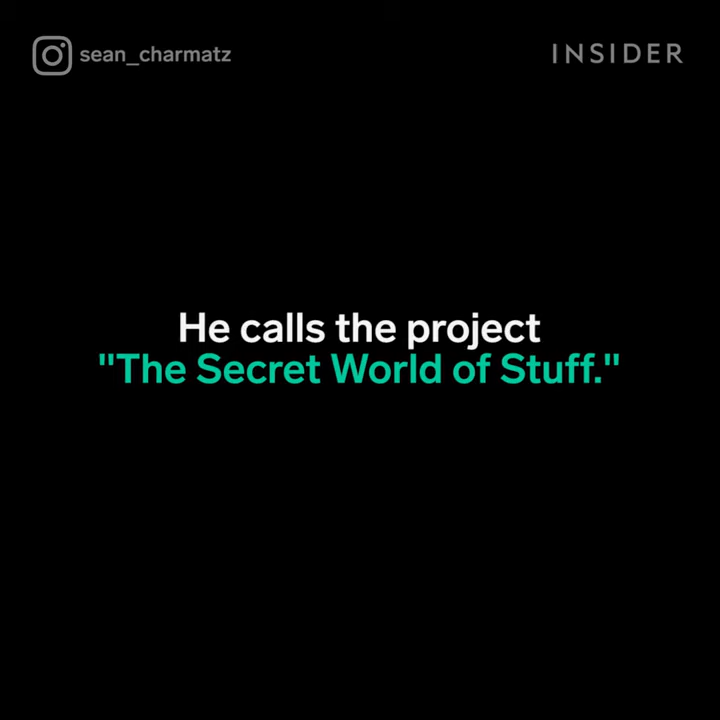 sean_charmatz
INSIDER
He calls the project
"The Secret World of Stuff."